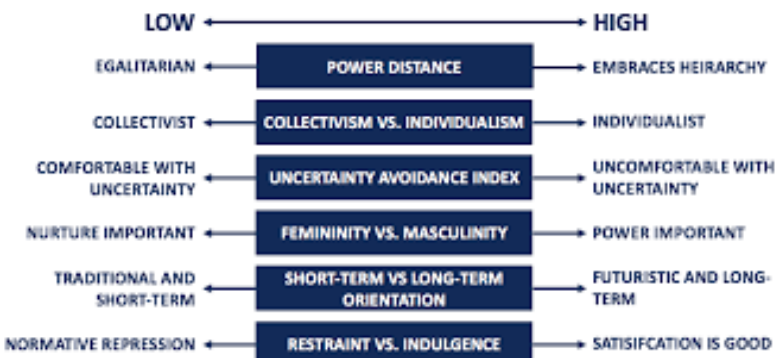 LOW HIGH
EGALITARIAN POWER DISTANCE EMBRACES HEIRARCHY
COLLECTIVIST COLLECTIVISM VS. INDIVIDUALISM INDIVIDUALIST
COMFORTABLE WITH
UNCERTAINTY
UNCERTAINTY AVOIDANCE INDEX
UNCOMFORTABLE WITH
UNCERTAINTY
NURTURE IMPORTANT FEMININITY VS. MASCULINITY POWER IMPORTANT
TRADITIONAL AND
SHORT-TERM
SHORT-TERM VS LONG-TERM
ORIENTATION
FUTURISTIC AND LONG-
TERM
NORMATIVE REPRESSION RESTRAINT VS. INDULGENCE SATISIFCATION IS GOOD